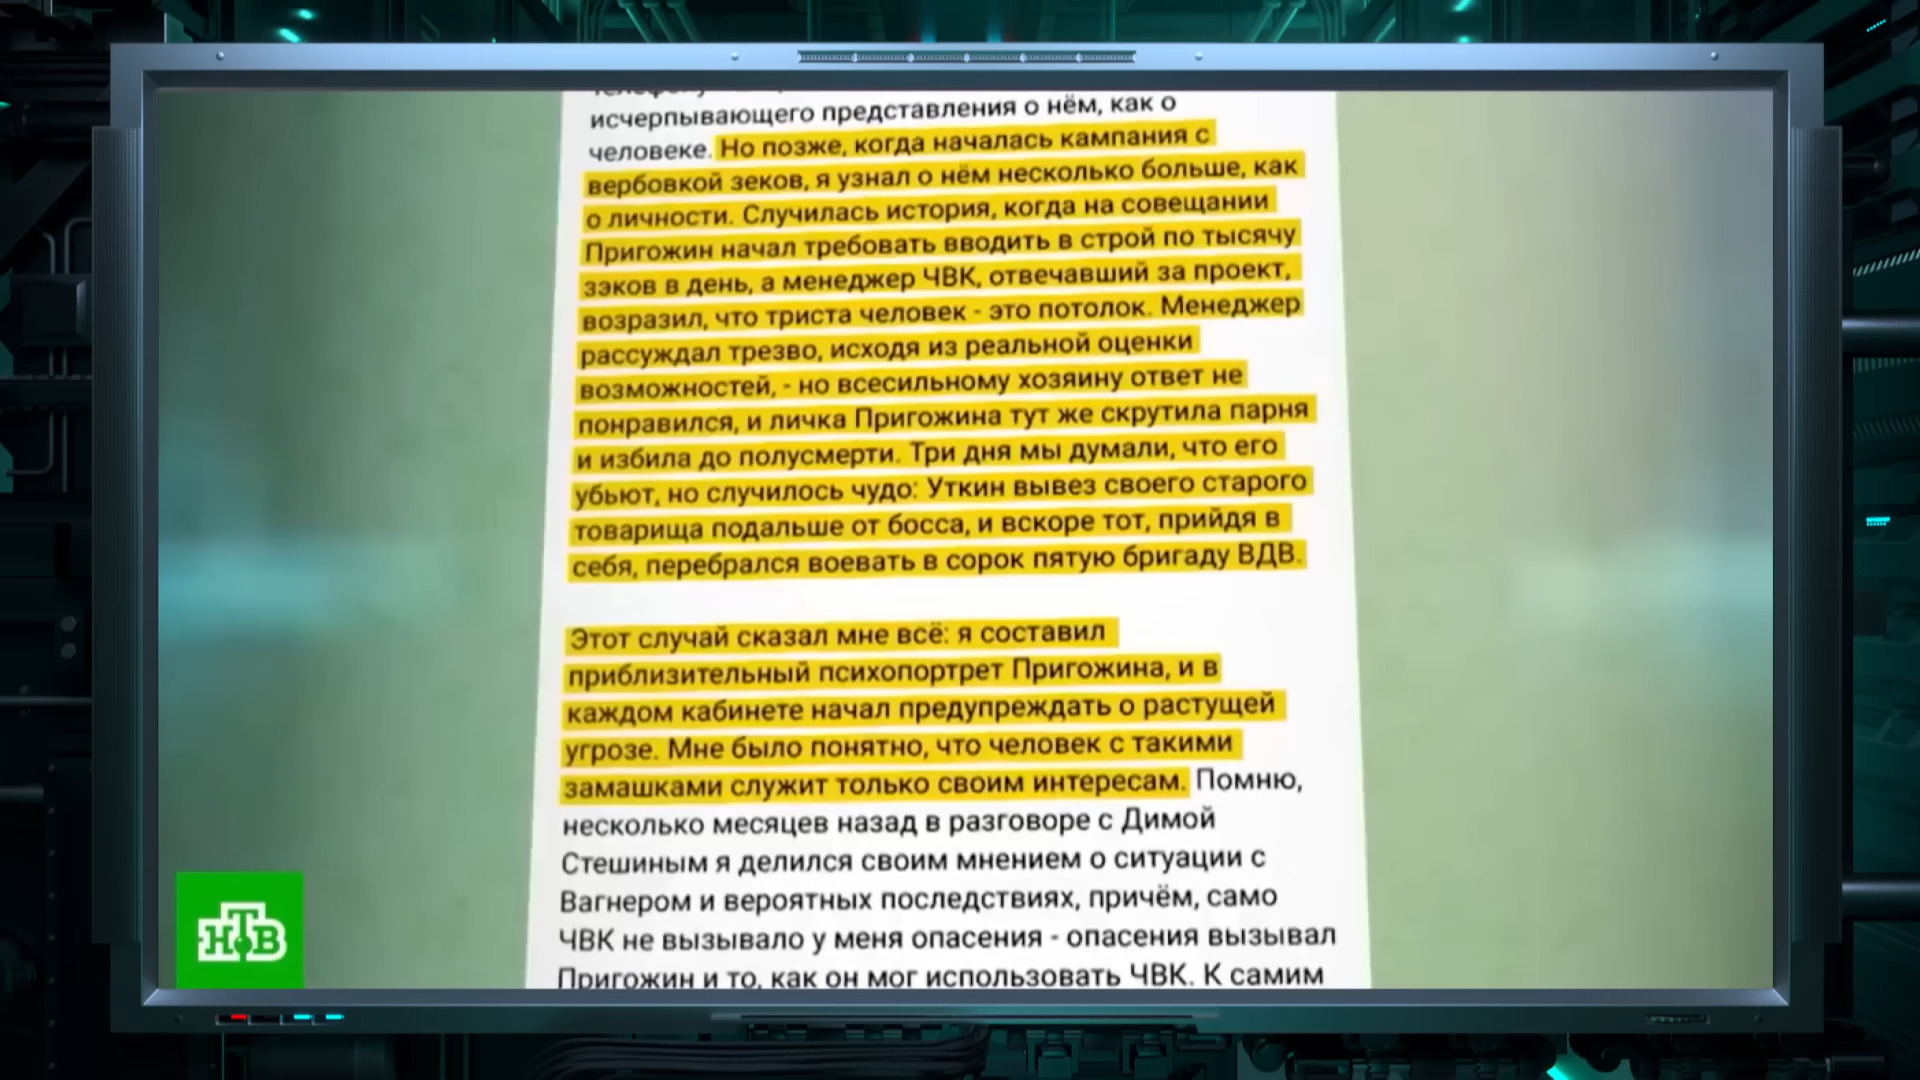 исчерпывающего представления о нём, как о
человеке. Но позже, когда началась кампания с
вербовкой зеков, я узнал о нём несколько больше, как
о личности. Случилась история, когда на совещании
Пригожин начал требовать вводить в строй по тысячу
зэков в день, а менеджер ЧВК, отвечавший за проект,
возразил, что триста человек - это потолок. Менеджер
рассуждал трезво, исходя из реальной оценки
возможностей, - но всесильному хозяину ответ не
понравился, и личка Пригожина тут же скрутила парня
и избила до полусмерти. Три дня мы думали, что его
убьют, но случилось чудо: Уткин вывез своего старого
товарища подальше от босса, и вскоре тот, прийдя в
себя, перебрался воевать в сорок пятую бригаду ВДВ.
Этот случай сказал мне всё: я составил
приблизительный психопортрет Пригожина, и в
каждом кабинете начал предупреждать о растущей
угрозе. Мне было понятно, что человек с такими
замашками служит только своим интересам. Помню,
несколько месяцев назад в разговоре с Димой
Стешиным я делился своим мнением о ситуации с
Вагнером и вероятных последствиях, причём, само
ЧВК не вызывало у меня опасения - опасения вызывал
Пригожин и то, как он мог использовать ЧВК. К самим
НТВ